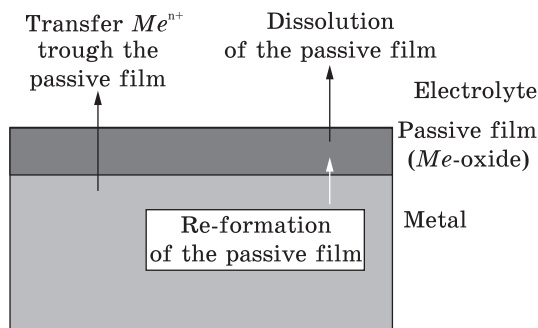 Transfer Meⁿ⁺
trough the
passive film
Dissolution
of the passive film
Electrolyte
Passive film
(Me-oxide)
Metal
Re-formation
of the passive film